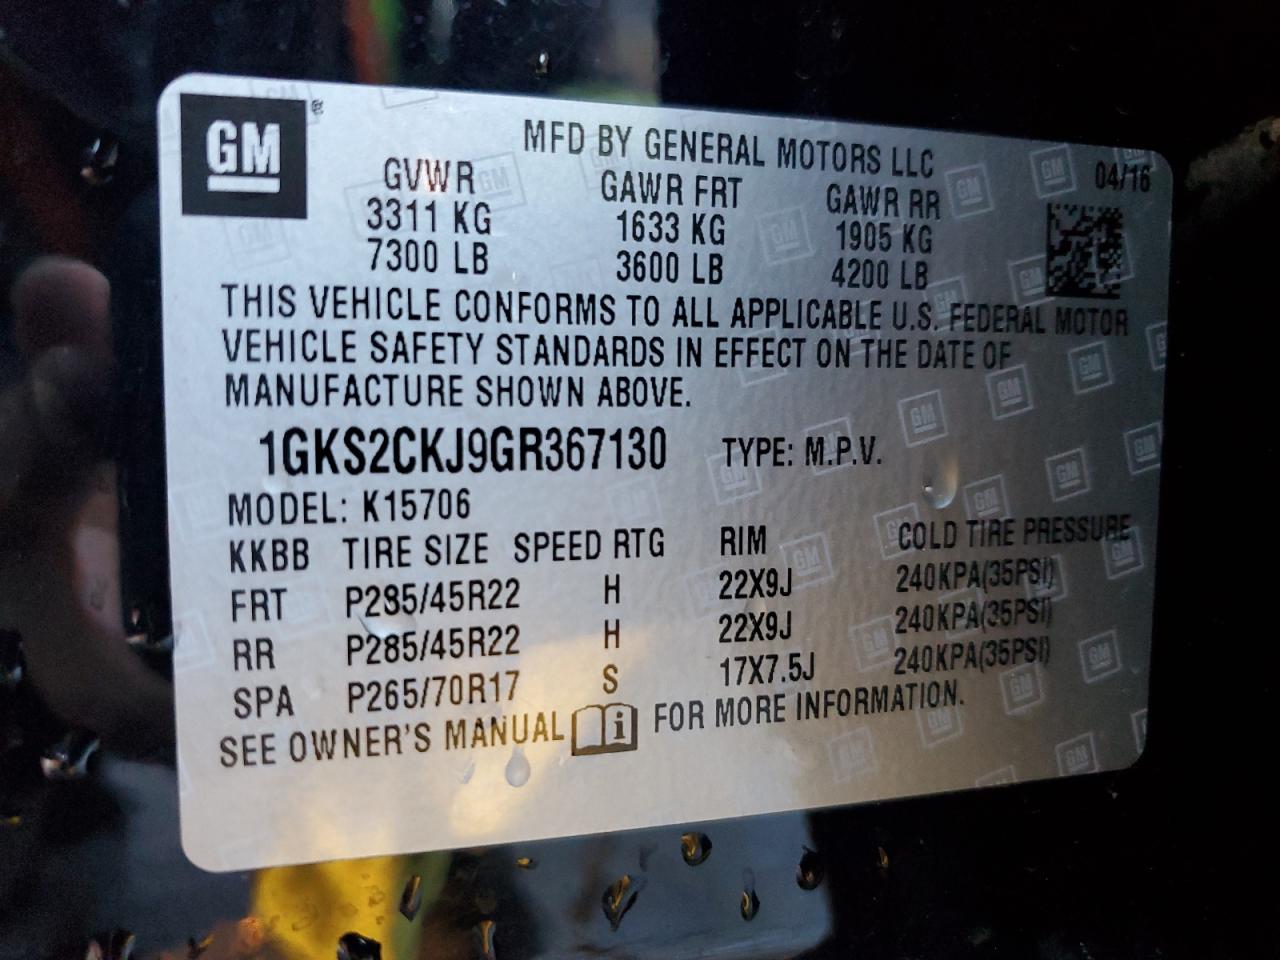 GM ®
MFD BY GENERAL MOTORS LLC
04/16
GVWR GAWR FRT GAWR RR
3311 KG 1633 KG 1905 KG
7300 LB 3600 LB 4200 LB
THIS VEHICLE CONFORMS TO ALL APPLICABLE U.S. FEDERAL MOTOR
VEHICLE SAFETY STANDARDS IN EFFECT ON THE DATE OF
MANUFACTURE SHOWN ABOVE.
1GKS2CKJ9GR367130 TYPE: M.P.V.
MODEL: K15706
KKBB TIRE SIZE SPEED RTG RIM COLD TIRE PRESSURE
FRT P285/45R22 H 22X9J 240KPA(35PSI)
RR P285/45R22 H 22X9J 240KPA(35PSI)
SPA P265/70R17 S 17X7.5J 240KPA(35PSI)
SEE OWNER'S MANUAL i FOR MORE INFORMATION.